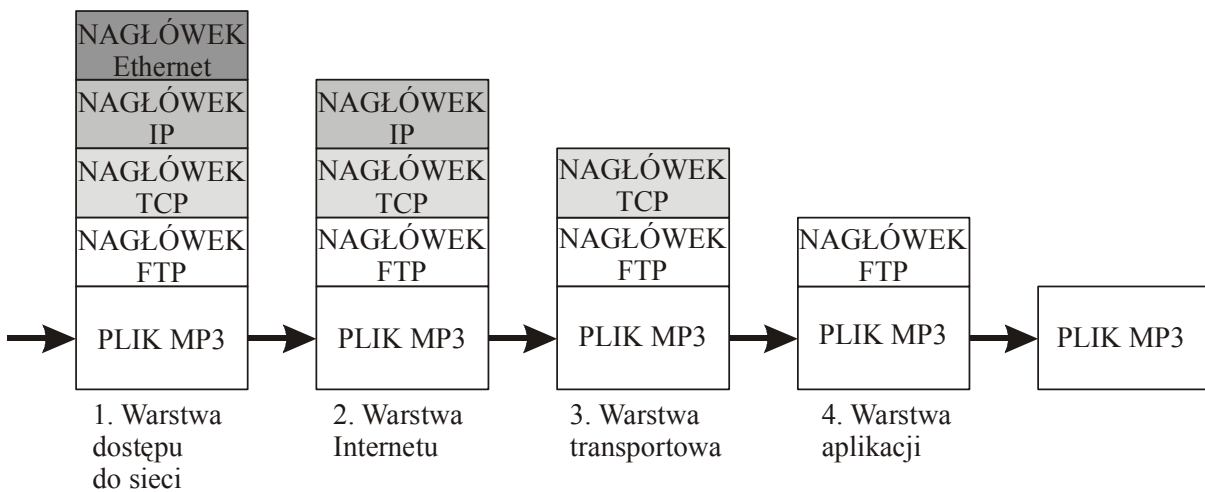 NAGŁÓWEK
Ethernet
NAGŁÓWEK
IP
NAGŁÓWEK
TCP
NAGŁÓWEK
FTP
PLIK MP3
1. Warstwa
dostępu
do sieci
NAGŁÓWEK
IP
NAGŁÓWEK
TCP
NAGŁÓWEK
FTP
PLIK MP3
2. Warstwa
Internetu
NAGŁÓWEK
TCP
NAGŁÓWEK
FTP
PLIK MP3
3. Warstwa
transportowa
NAGŁÓWEK
FTP
PLIK MP3
4. Warstwa
aplikacji
PLIK MP3